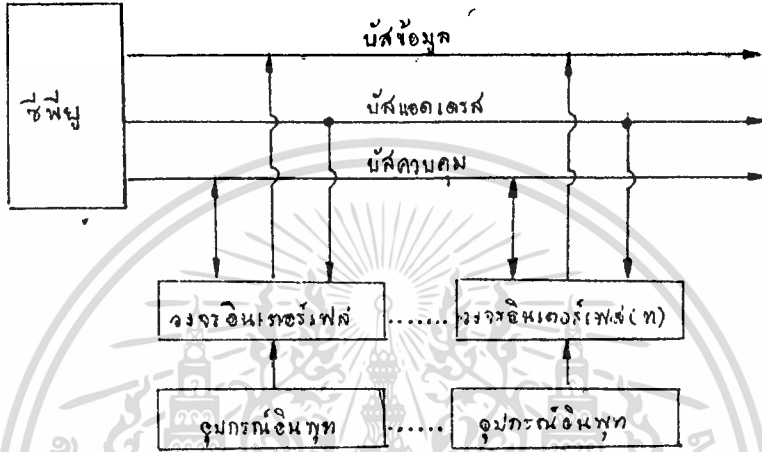 บัสข้อมูล
ซีพียู
บัสแอดเดรส
บัสควบคุม
วงจรอินเตอร์เฟส ....... วงจรอินเตอร์เฟส(n)
อุปกรณ์อินพุท ...... อุปกรณ์อินพุท